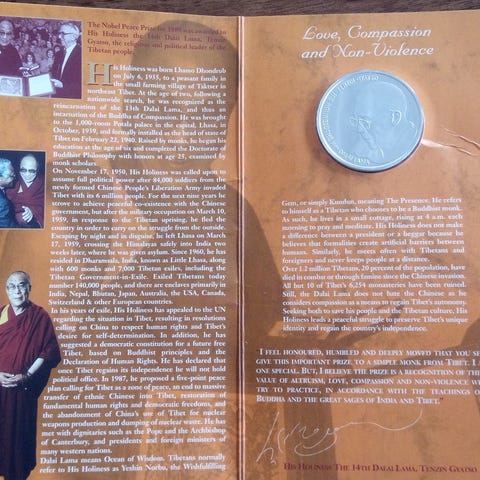 The Nobel Peace Prize for 1989 was awarded to
His Holiness the 14th Dalai Lama, Tenzin
Gyatso, the religious and political leader of the
Tibetan people.
His Holiness was born Lhamo Dhondrub
on July 6, 1935, to a peasant family in
the small farming village of Taktser in
northeast Tibet. At the age of two, following a
nationwide search, he was recognized as the
reincarnation of the 13th Dalai Lama, and thus an
incarnation of the Buddha of Compassion. He was brought
to the 1,000-room Potala palace in the capital, Lhasa, in
October, 1939, and formally installed as the head of state of
Tibet on February 22, 1940. Raised by monks, he begun his
education at the age of six and completed the Doctorate of
Buddhist Philosophy with honors at age 25, examined by
monk scholars.
On November 17, 1950, His Holiness was called upon to
assume full political power after 84,000 soldiers from the
newly formed Chinese People's Liberation Army invaded
Tibet with its 6 million people. For the next nine years he
strove to achieve peaceful co-existence with the Chinese
government, but after the military occupation on March 10,
1959, in response to the Tibetan uprising, he fled the
country in order to carry on the struggle from the outside.
Escaping by night and in disguise, he left Lhasa on March
17, 1959, crossing the Himalayas safely into India two
weeks later, where he was given asylum. Since 1960, he has
resided in Dharamsala, India, known as Little Lhasa, along
with 600 monks and 7,000 Tibetan exiles, including the
Tibetan Government-in-Exile. Exiled Tibetans today
number 140,000 people, and there are enclaves primarily in
India, Nepal, Bhutan, Japan, Australia, the USA, Canada,
Switzerland & other European countries.
In his years of exile, His Holiness has appealed to the UN
regarding the situation in Tibet, resulting in resolutions
calling on China to respect human rights and Tibet's
desire for self-determination. In addition, he has
suggested a democratic constitution for a future free
Tibet, based on Buddhist principles and the
Declaration of Human Rights. He has declared that
once Tibet regains its independence he will not hold
political office. In 1987, he proposed a five-point peace
plan calling for Tibet as a zone of peace, an end to massive
transfer of ethnic Chinese into Tibet, restoration of
fundamental human rights and democratic freedoms, and
the abandonment of China's use of Tibet for nuclear
weapons production and dumping of nuclear waste. He has
met with dignitaries such as the Pope and the Archbishop
of Canterbury, and presidents and foreign ministers of
many western nations.
Dalai Lama means Ocean of Wisdom. Tibetans normally
refer to His Holiness as Yeshin Norbu, the Wishfulfilling
Love, Compassion
and Non-Violence
Gem, or simply Kundun, meaning The Presence. He refers
to himself as a Tibetan who chooses to be a Buddhist monk.
As such, he lives in a small cottage, rising at 4 a.m. each
morning to pray and meditate. His Holiness does not make
a difference between a president or a beggar because he
believes that formalities create artificial barriers between
humans. Similarly, he meets often with Tibetans and
foreigners and never keeps people at a distance.
Over 1.2 million Tibetans, 20 percent of the population, have
died in combat or through famine since the Chinese invasion.
All but 10 of Tibet's 6,254 monasteries have been ruined.
Still, the Dalai Lama does not hate the Chinese as he
considers compassion as a means to regain Tibet's autonomy.
Seeking both to save his people and the Tibetan culture, His
Holiness leads a peaceful struggle to preserve Tibet's unique
identity and regain the country's independence.
I feel honoured, humbled and deeply moved that you
give this important prize, to a simple monk from Tibet. I
one special. But, I believe the prize is a recognition of the
value of altruism, love, compassion and non-violence
try to practice, in accordance with the teachings of
Buddha and the great sages of India and Tibet.
His Holiness The 14th Dalai Lama, Tenzin Gyatso